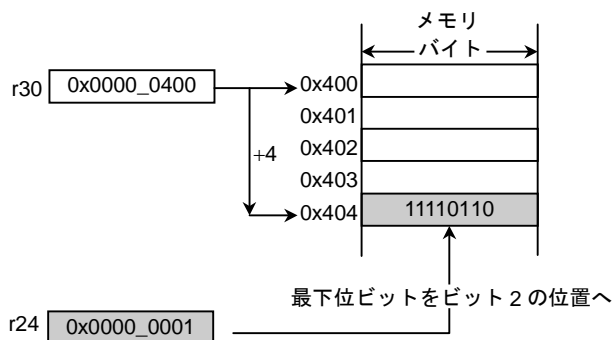 メモリ
バイト
r30 0x0000_0400
0x400
0x401
0x402
+4
0x403
0x404 11110110
最下位ビットをビット 2 の位置へ
r24 0x0000_0001